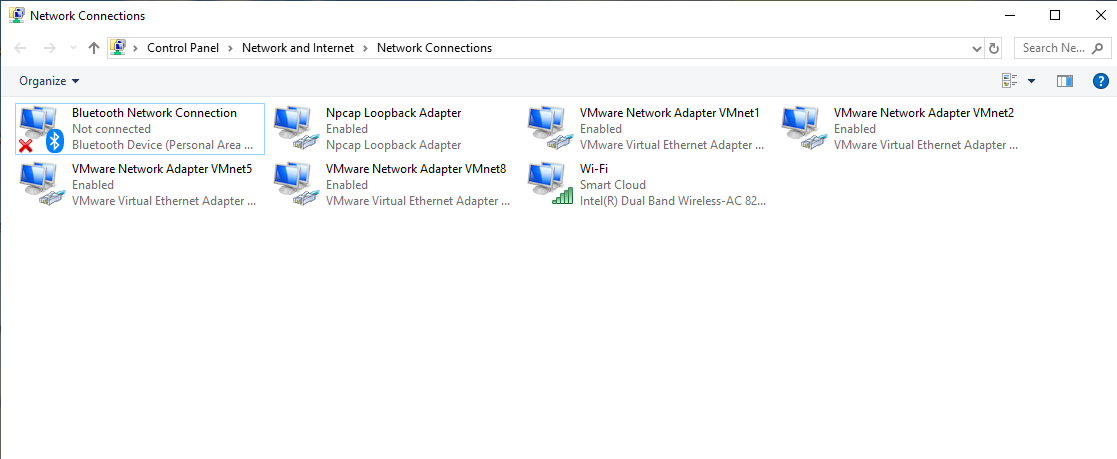 Network Connections
Control Panel > Network and Internet > Network Connections
Search Ne...
Organize
Bluetooth Network Connection
Not connected
Bluetooth Device (Personal Area ...
Npcap Loopback Adapter
Enabled
Npcap Loopback Adapter
VMware Network Adapter VMnet1
Enabled
VMware Virtual Ethernet Adapter ...
VMware Network Adapter VMnet2
Enabled
VMware Virtual Ethernet Adapter ...
VMware Network Adapter VMnet5
Enabled
VMware Virtual Ethernet Adapter ...
VMware Network Adapter VMnet8
Enabled
VMware Virtual Ethernet Adapter ...
Wi-Fi
Smart Cloud
Intel(R) Dual Band Wireless-AC 82...